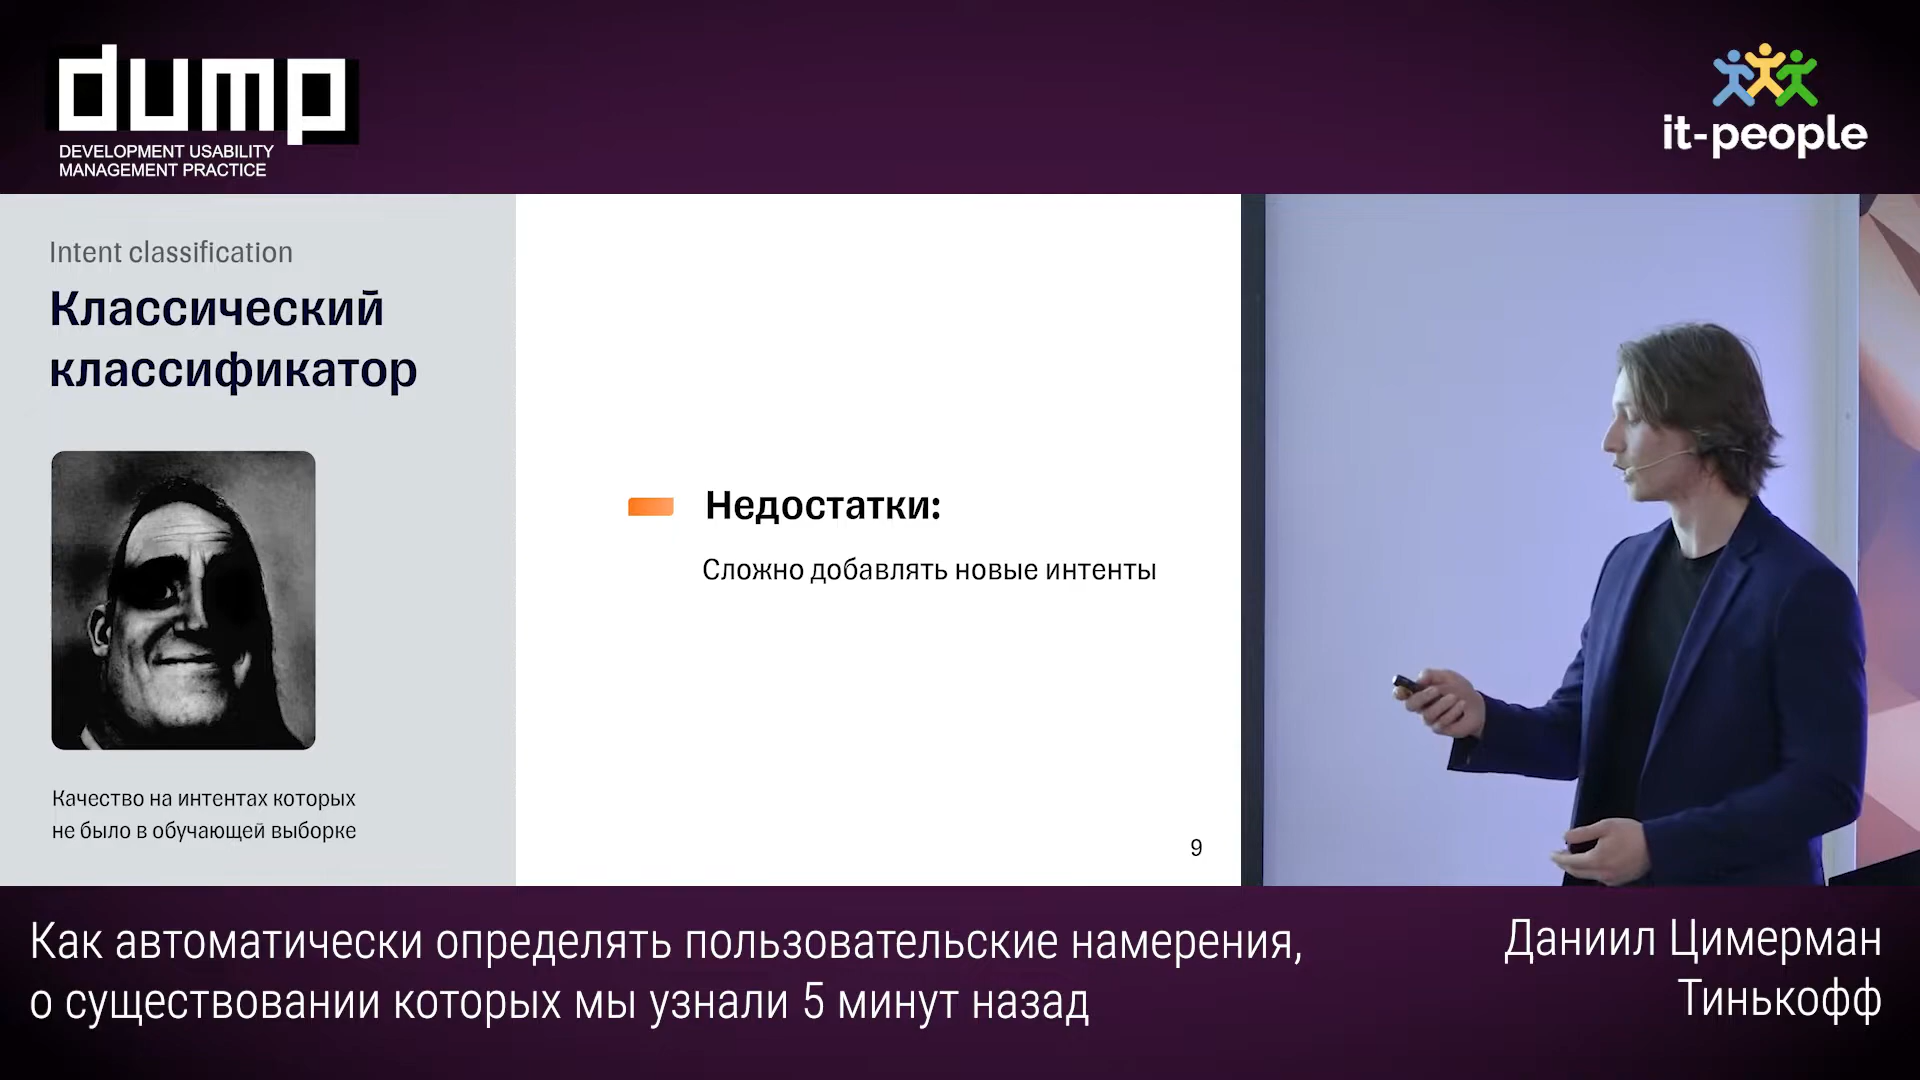 dump
DEVELOPMENT USABILITY
MANAGEMENT PRACTICE
it-people
Intent classification
Классический
классификатор
Качество на интентах которых
не было в обучающей выборке
Недостатки:
Сложно добавлять новые интенты
9
Как автоматически определять пользовательские намерения,
о существовании которых мы узнали 5 минут назад
Даниил Цимерман
Тинькофф